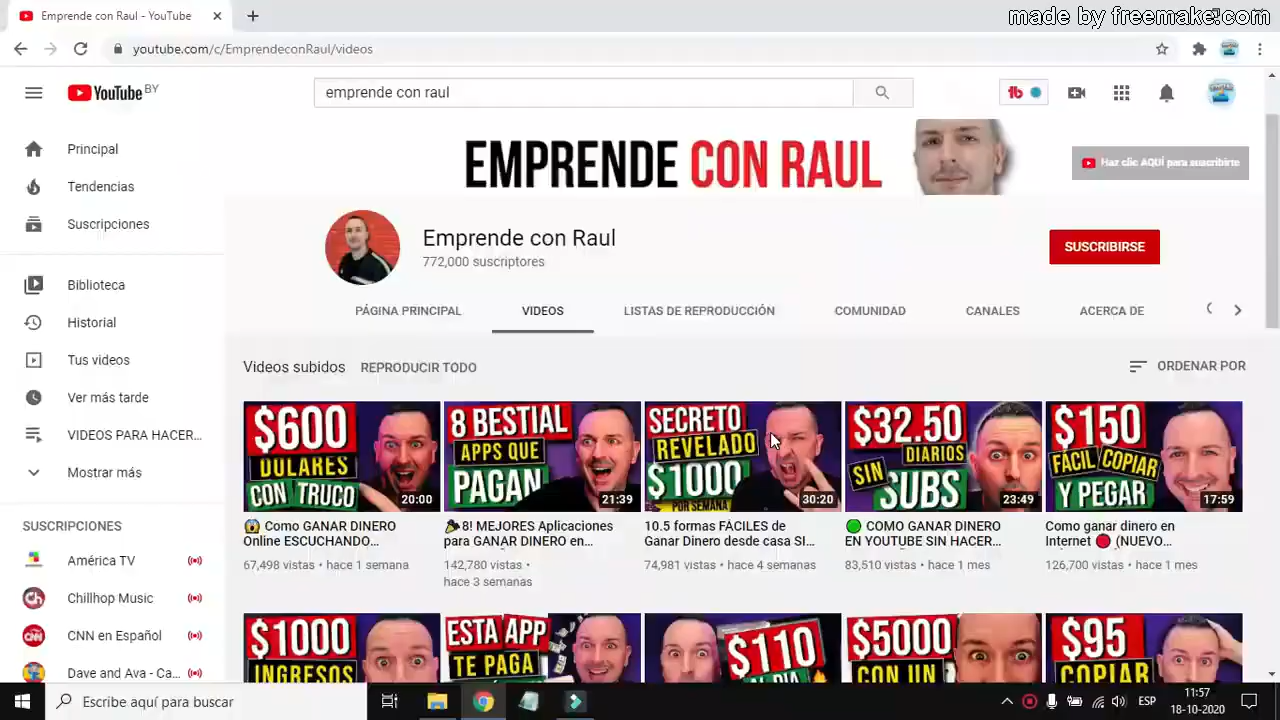 Emprende con Raul - YouTube
made by freemake.com
youtube.com/c/EmprendeconRaul/videos
YouTube BY
emprende con raul
EMPRENDE CON RAUL
Haz clic AQUÍ para suscribirte
Principal
Tendencias
Suscripciones
Biblioteca
Historial
Tus videos
Ver más tarde
VIDEOS PARA HACER...
Mostrar más
SUSCRIPCIONES
América TV
Chillhop Music
CNN en Español
Dave and Ava - Ca...
Emprende con Raul
772,000 suscriptores
SUSCRIBIRSE
PÁGINA PRINCIPAL
VIDEOS
LISTAS DE REPRODUCCIÓN
COMUNIDAD
CANALES
ACERCA DE
Videos subidos
REPRODUCIR TODO
ORDENAR POR
$600
DULARES
CON TRUCO
20:00
Como GANAR DINERO
Online ESCUCHANDO...
67,498 vistas • hace 1 semana
8 BESTIAL
APPS QUE
PAGAN
21:39
8! MEJORES Aplicaciones
para GANAR DINERO en...
142,780 vistas •
hace 3 semanas
SECRETO
REVELADO
$1000
POR SEMANA
30:20
10.5 formas FÁCILES de
Ganar Dinero desde casa SI...
74,981 vistas • hace 4 semanas
$32.50
DIARIOS
SIN
SUBS
23:49
COMO GANAR DINERO
EN YOUTUBE SIN HACER...
83,510 vistas • hace 1 mes
$150
FÁCIL COPIAR
Y PEGAR
17:59
Como ganar dinero en
Internet (NUEVO...
126,700 vistas • hace 1 mes
$1000
INGRESOS
ESTA APP
TE PAGA
$110
AL DIA
$5000
CON UN
$95
COPIAR
Escribe aquí para buscar
ESP
11:57
18-10-2020